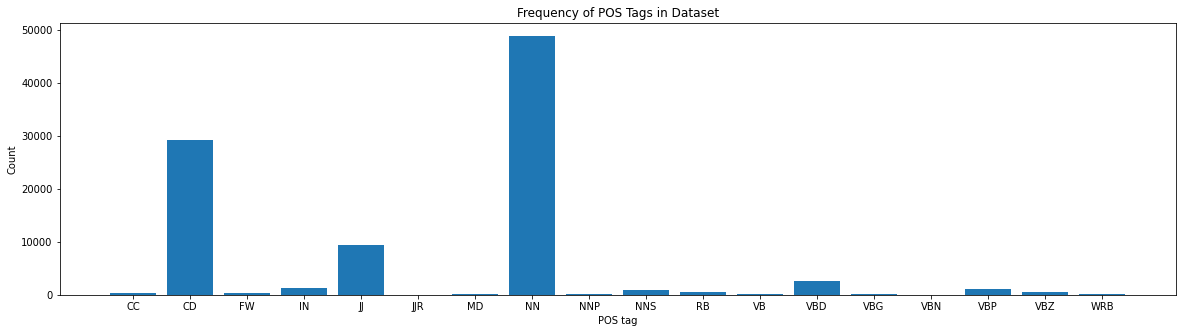 Frequency of POS Tags in Dataset
50000
40000
30000
20000
10000
0
Count
CC CD FW IN JJ JJR MD NN NNP NNS RB VB VBD VBG VBN VBP VBZ WRB
POS tag